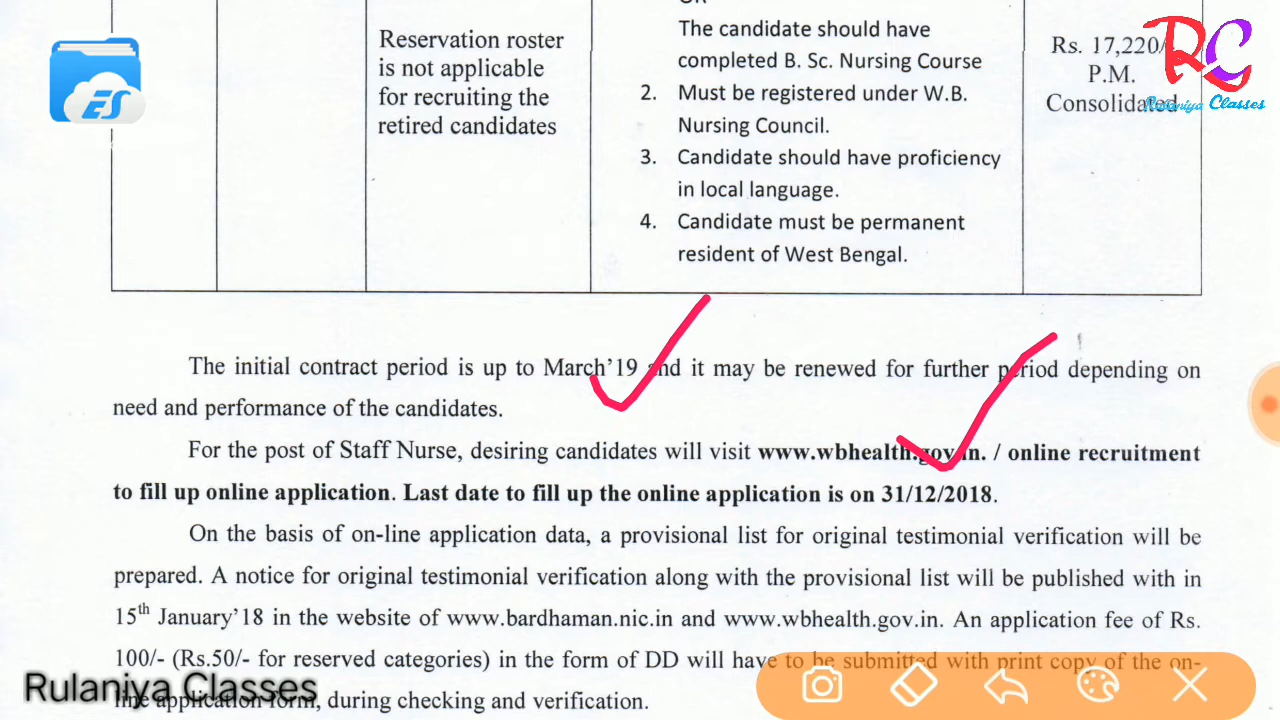 Reservation roster
is not applicable
for recruiting the
retired candidates
The candidate should have
completed B. Sc. Nursing Course
2. Must be registered under W.B.
Nursing Council.
3. Candidate should have proficiency
in local language.
4. Candidate must be permanent
resident of West Bengal.
Rs. 17,220/
P.M.
Consolidated
RC
Rulaniya Classes
ES
The initial contract period is up to March’19 and it may be renewed for further period depending on
need and performance of the candidates.
For the post of Staff Nurse, desiring candidates will visit www.wbhealth.gov.in. / online recruitment
to fill up online application. Last date to fill up the online application is on 31/12/2018.
On the basis of on-line application data, a provisional list for original testimonial verification will be
prepared. A notice for original testimonial verification along with the provisional list will be published with in
15th January’18 in the website of www.bardhaman.nic.in and www.wbhealth.gov.in. An application fee of Rs.
100/- (Rs.50/- for reserved categories) in the form of DD will have to be submitted with print copy of the on-
line application form, during checking and verification.
Rulaniya Classes